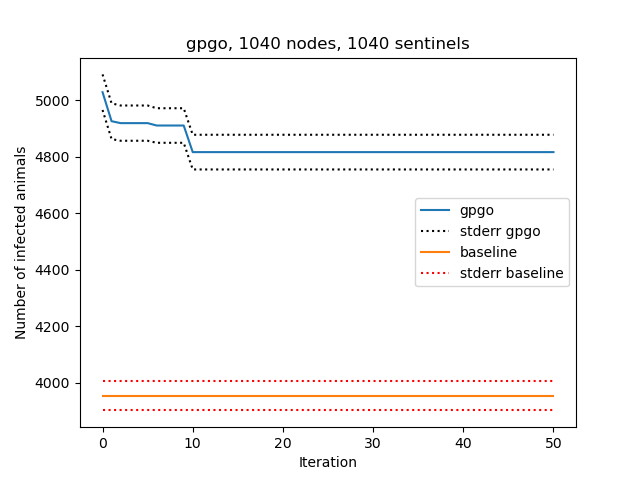 gpgo, 1040 nodes, 1040 sentinels
Number of infected animals
5000
4800
4600
4400
4200
4000
gpgo
stderr gpgo
baseline
stderr baseline
0 10 20 30 40 50
Iteration